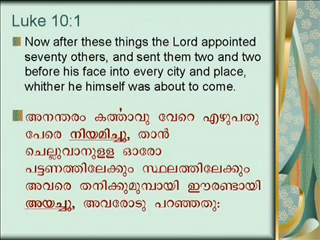 Luke 10:1
Now after these things the Lord appointed
seventy others, and sent them two and two
before his face into every city and place,
whither he himself was about to come.
അനന്തരം കർത്താവു വേറെ എഴുപതു
പേരെ നിയമിച്ചു, താൻ
ചെല്ലുവാനുളള ഓരോ
പട്ടണത്തിലേക്കും സ്ഥലത്തിലേക്കും
അവരെ തനിക്കുമുമ്പായി ഈരണ്ടായി
അയച്ചു, അവരോടു പറഞ്ഞതു: